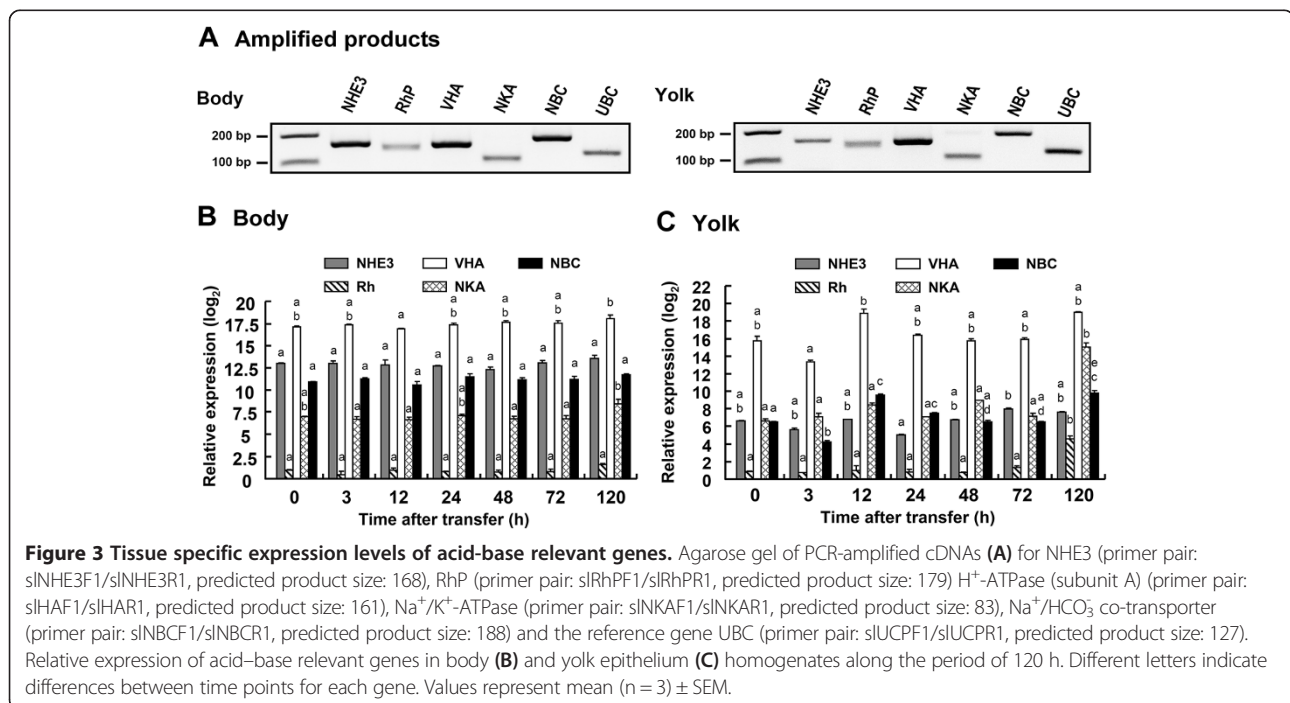 A Amplified products
Body NHE3 RhP VHA NKA NBC UBC
200 bp
100 bp
Yolk NHE3 RhP VHA NKA NBC UBC
200 bp
100 bp
B Body
NHE3 VHA NBC
Rh NKA
Relative expression (log2)
20
17.5
15
12.5
10
7.5
5
2.5
0
a b a b a a b a b a b b
a a a a a a a
a a a a a a a
a b a a a b a a b
a a a a a a a
0 3 12 24 48 72 120
Time after transfer (h)
C Yolk
NHE3 VHA NBC
Rh NKA
Relative expression (log2)
22
20
18
16
14
12
10
8
6
4
2
0
a b a b a b a b a b a b
a b a b a b a a b b a b
a a a a a a b
a a a a a a b
a b c ac a d a d e c
0 3 12 24 48 72 120
Time after transfer (h)
Figure 3 Tissue specific expression levels of acid-base relevant genes. Agarose gel of PCR-amplified cDNAs (A) for NHE3 (primer pair:
slNHE3F1/slNHE3R1, predicted product size: 168), RhP (primer pair: slRhPF1/slRhPR1, predicted product size: 179) H⁺-ATPase (subunit A) (primer pair:
slHAF1/slHAR1, predicted product size: 161), Na⁺/K⁺-ATPase (primer pair: slNKAF1/slNKAR1, predicted product size: 83), Na⁺/HCO₃⁻ co-transporter
(primer pair: slNBCF1/slNBCR1, predicted product size: 188) and the reference gene UBC (primer pair: slUCPF1/slUCPR1, predicted product size: 127).
Relative expression of acid–base relevant genes in body (B) and yolk epithelium (C) homogenates along the period of 120 h. Different letters indicate
differences between time points for each gene. Values represent mean (n = 3) ± SEM.